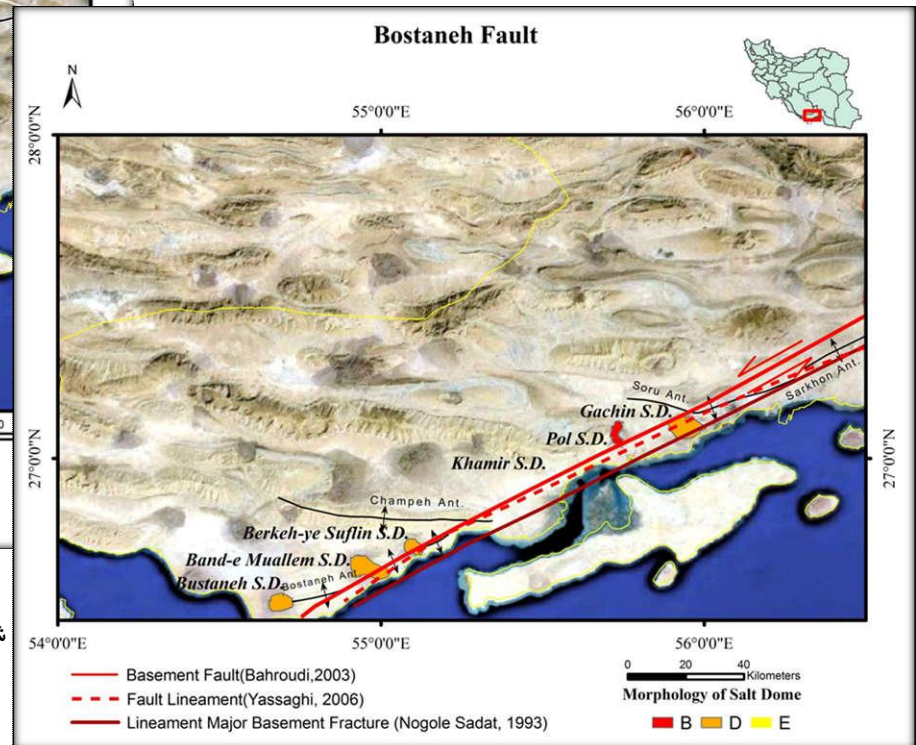 Bostaneh Fault
N
55°0'0"E
56°0'0"E
28°0'0"N
Soru Ant.
Sarkhon Ant.
Gachin S.D.
Pol S.D.
27°0'0"N
27°0'0"N
Khamir S.D.
Champeh Ant.
Berkeh-ye Suflin S.D.
Band-e Muallem S.D.
Bostaneh Ant.
Bustaneh S.D.
54°0'0"E
55°0'0"E
56°0'0"E
Basement Fault(Bahroudi,2003)
Fault Lineament(Yassaghi, 2006)
Lineament Major Basement Fracture (Nogole Sadat, 1993)
0 20 40
Kilometers
Morphology of Salt Dome
B D E